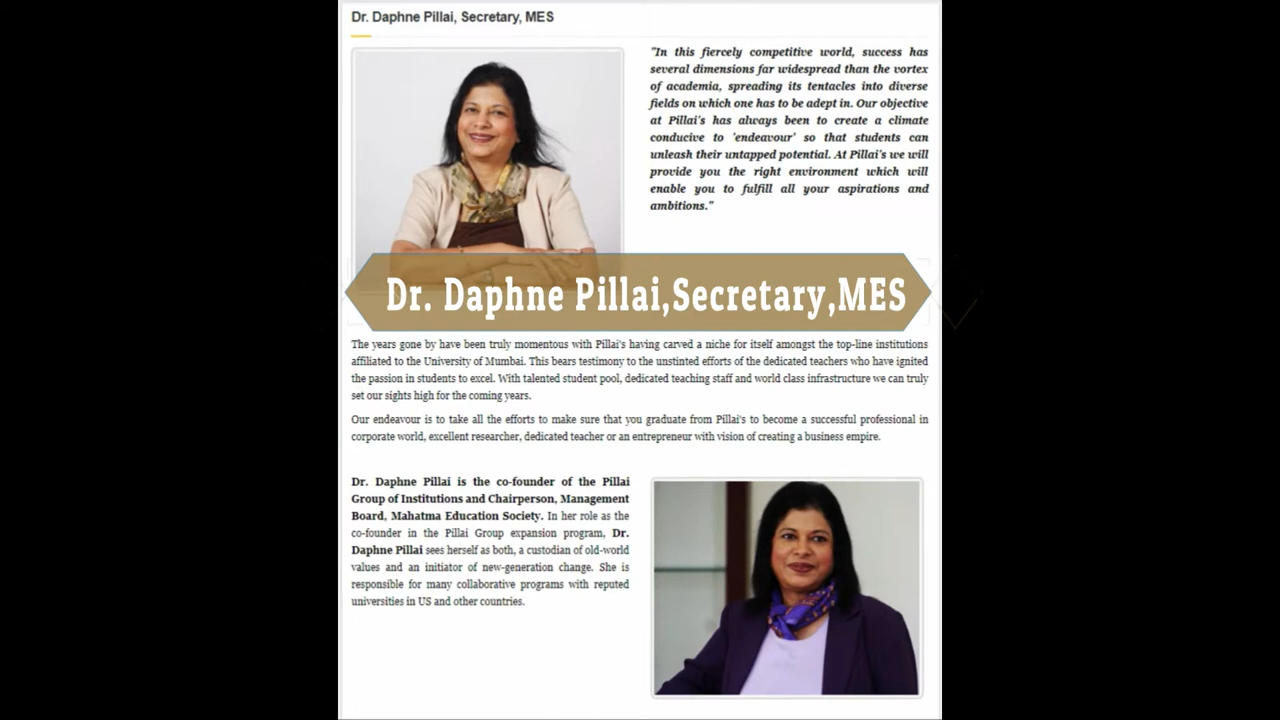 Dr. Daphne Pillai, Secretary, MES
"In this fiercely competitive world, success has
several dimensions far widespread than the vortex
of academia, spreading its tentacles into diverse
fields on which one has to be adept in. Our objective
at Pillai's has always been to create a climate
conducive to 'endeavour' so that students can
unleash their untapped potential. At Pillai's we will
provide you the right environment which will
enable you to fulfill all your aspirations and
ambitions."
Dr. Daphne Pillai,Secretary,MES
The years gone by have been truly momentous with Pillai's having carved a niche for itself amongst the top-line institutions
affiliated to the University of Mumbai. This bears testimony to the unstinted efforts of the dedicated teachers who have ignited
the passion in students to excel. With talented student pool, dedicated teaching staff and world class infrastructure we can truly
set our sights high for the coming years.
Our endeavour is to take all the efforts to make sure that you graduate from Pillai's to become a successful professional in
corporate world, excellent researcher, dedicated teacher or an entrepreneur with vision of creating a business empire.
Dr. Daphne Pillai is the co-founder of the Pillai
Group of Institutions and Chairperson, Management
Board, Mahatma Education Society. In her role as the
co-founder in the Pillai Group expansion program, Dr.
Daphne Pillai sees herself as both, a custodian of old-world
values and an initiator of new-generation change. She is
responsible for many collaborative programs with reputed
universities in US and other countries.